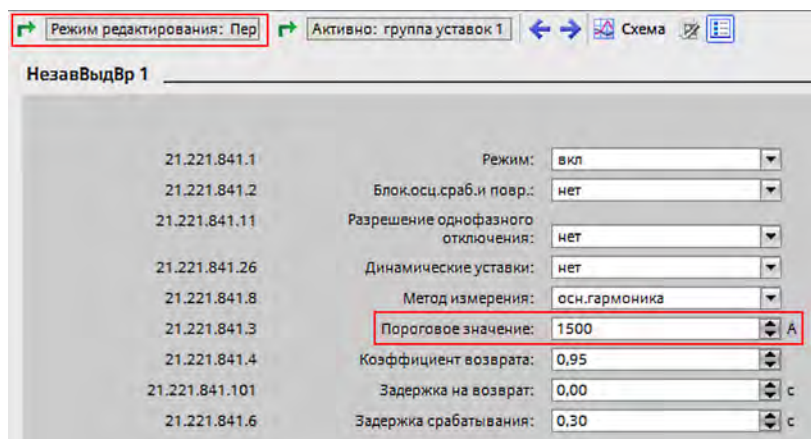 Режим редактирования: Пер Активно: группа уставок 1 Схема
НезавВыдВр 1
21.221.841.1 Режим: вкл
21.221.841.2 Блок.осц.сраб.и повр.: нет
21.221.841.11 Разрешение однофазного
отключения: нет
21.221.841.26 Динамические уставки: нет
21.221.841.8 Метод измерения: осн.гармоника
21.221.841.3 Пороговое значение: 1500 А
21.221.841.4 Коэффициент возврата: 0,95
21.221.841.101 Задержка на возврат: 0,00 с
21.221.841.6 Задержка срабатывания: 0,30 с